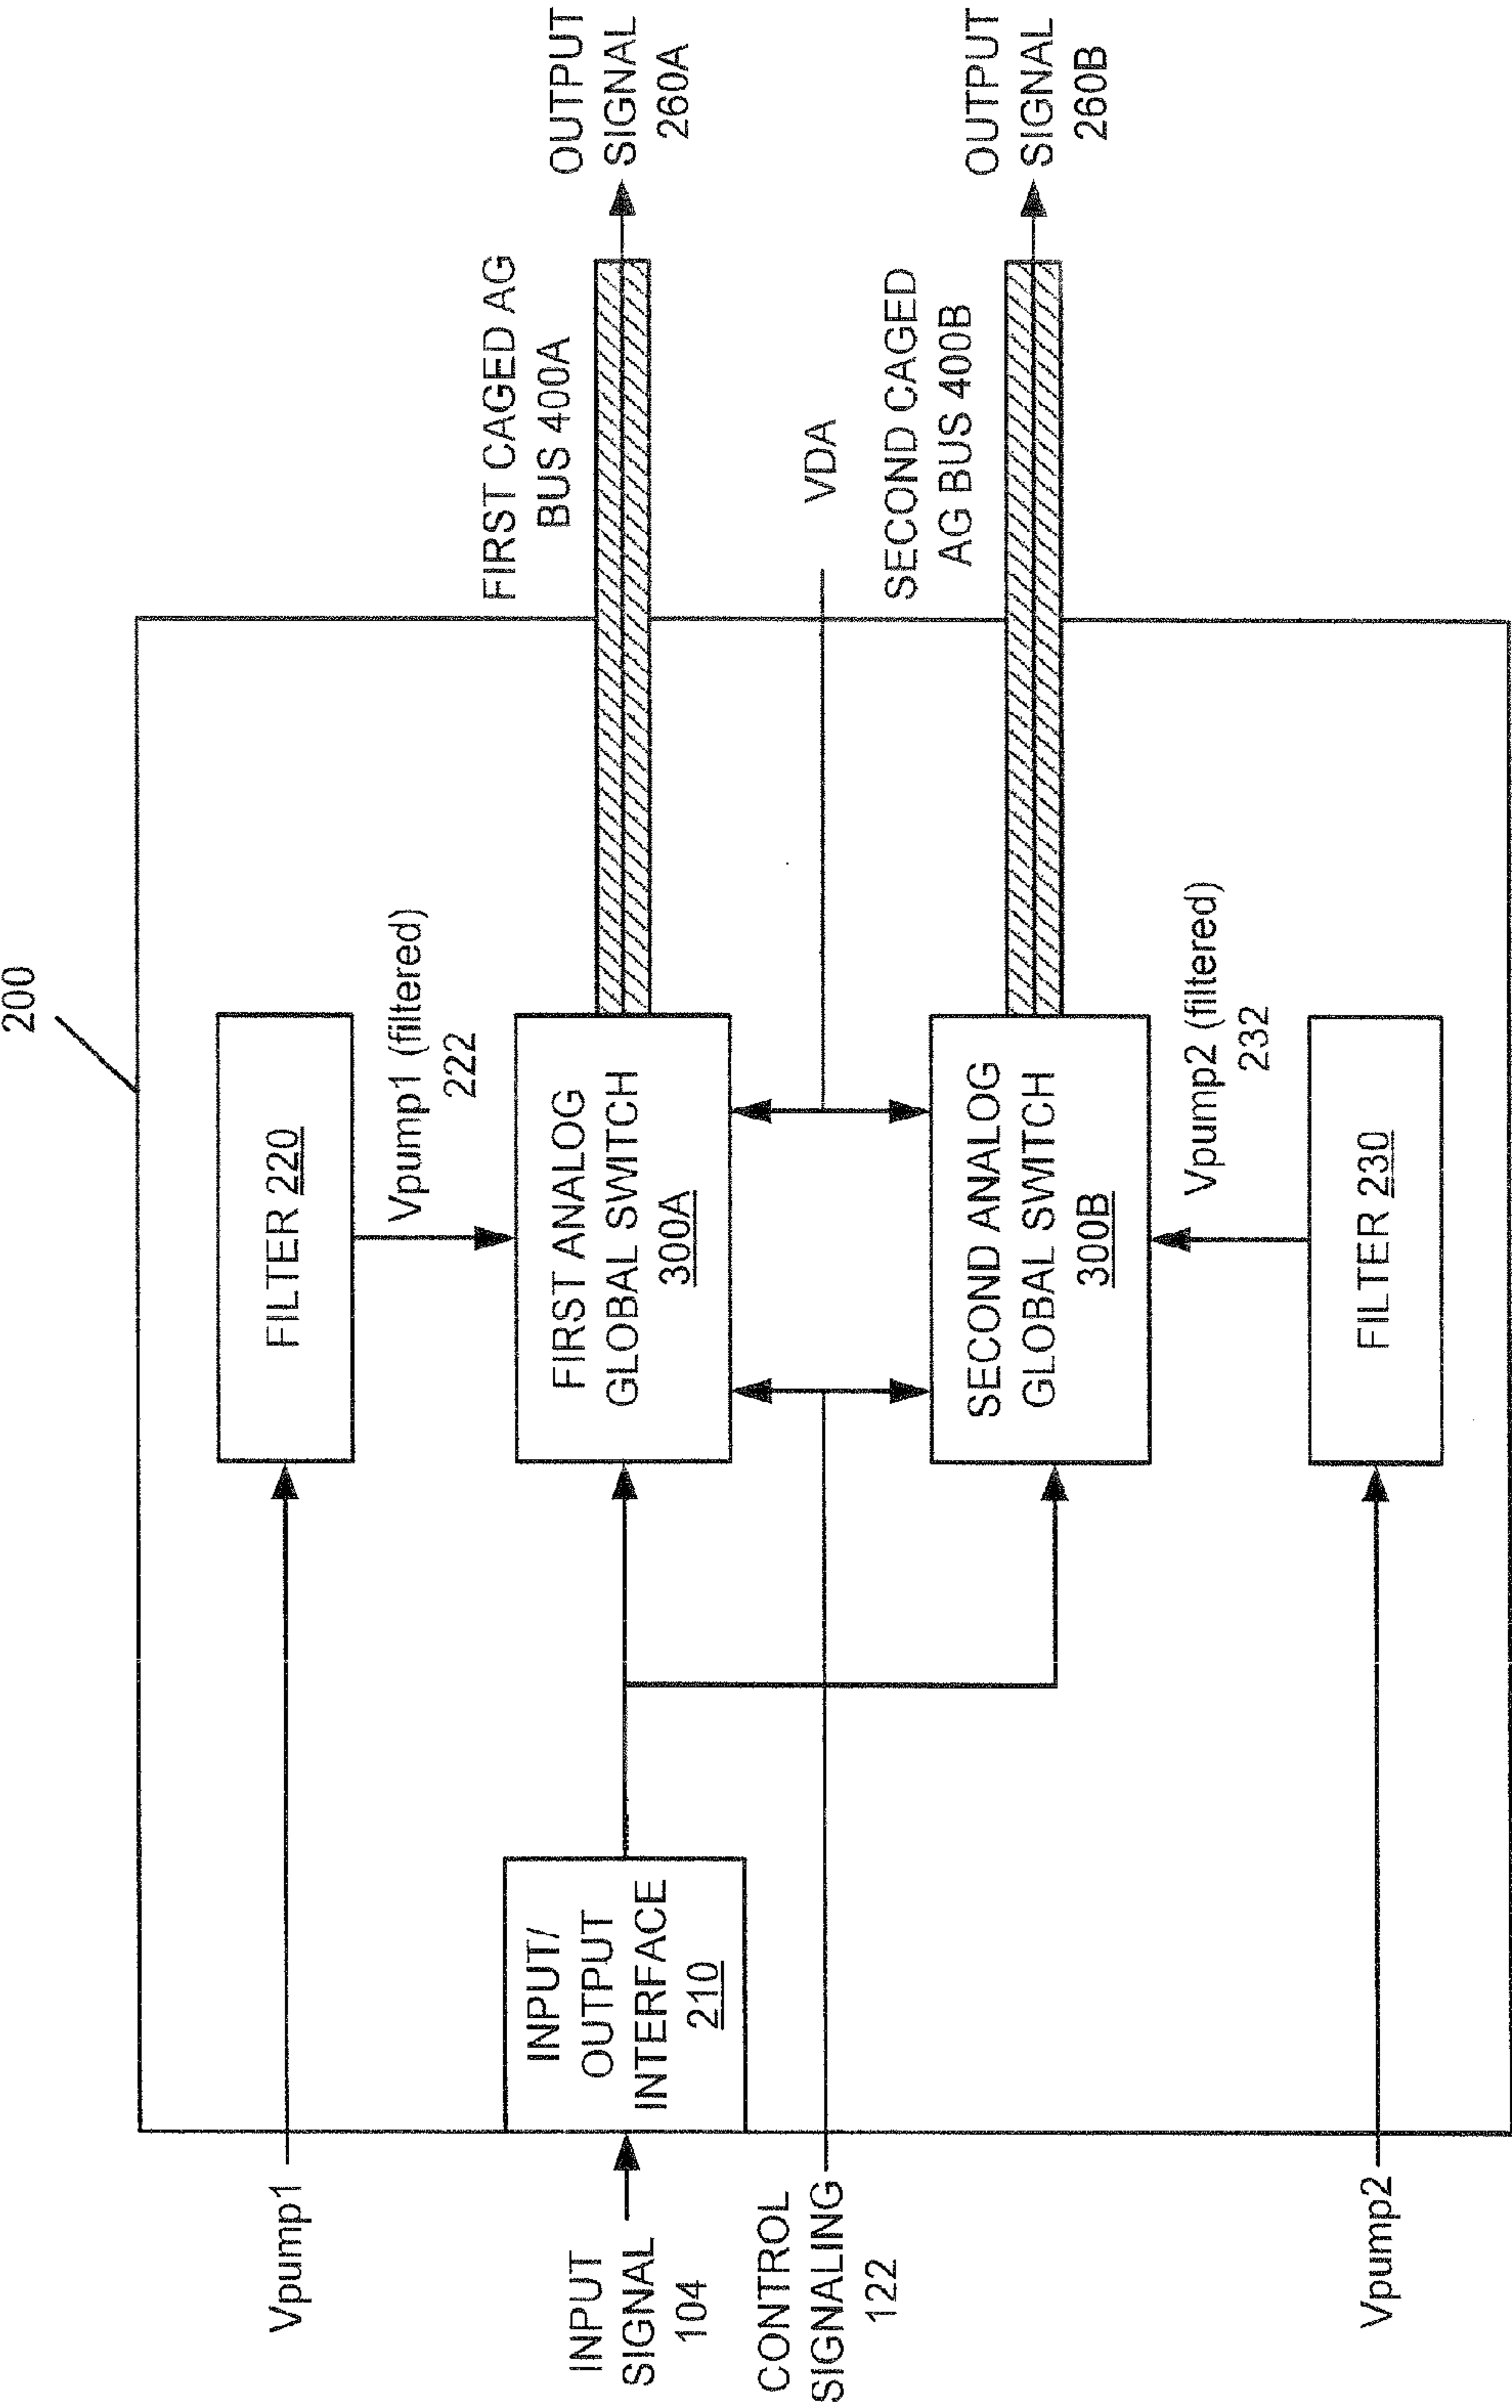 200
Vpump1
FILTER 220
Vpump1 (filtered)
222
INPUT
SIGNAL
104
INPUT/
OUTPUT
INTERFACE
210
FIRST ANALOG
GLOBAL SWITCH
300A
FIRST CAGED AG
BUS 400A
OUTPUT
SIGNAL
260A
CONTROL
SIGNALING
122
VDA
SECOND ANALOG
GLOBAL SWITCH
300B
SECOND CAGED
AG BUS 400B
OUTPUT
SIGNAL
260B
Vpump2 (filtered)
232
Vpump2
FILTER 230